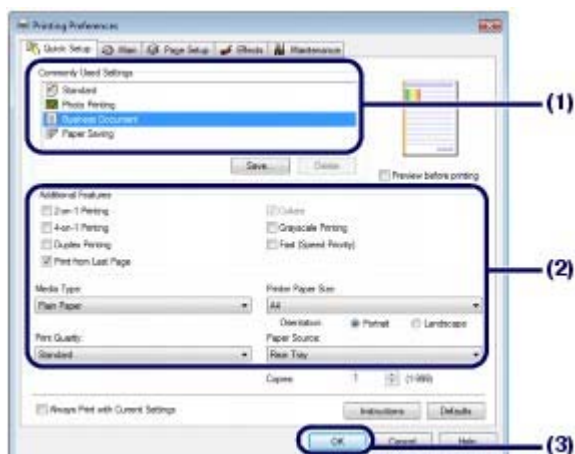 Printing Preferences
Quick Setup Main Page Setup Effects Maintenance
Commonly Used Settings
Standard
Photo Printing
Business Document
Paper Saving
(1)
Save... Delete
Preview before printing
Additional Features
2-on-1 Printing Collate
4-on-1 Printing Grayscale Printing
Duplex Printing Fast (Speed Priority)
Print from Last Page
(2)
Media Type: Printer Paper Size:
Plain Paper A4
Orientation: Portrait Landscape
Print Quality: Paper Source:
Standard Rear Tray
Copies: 1 (1-999)
Always Print with Current Settings Instructions Defaults
OK Cancel Help
(3)